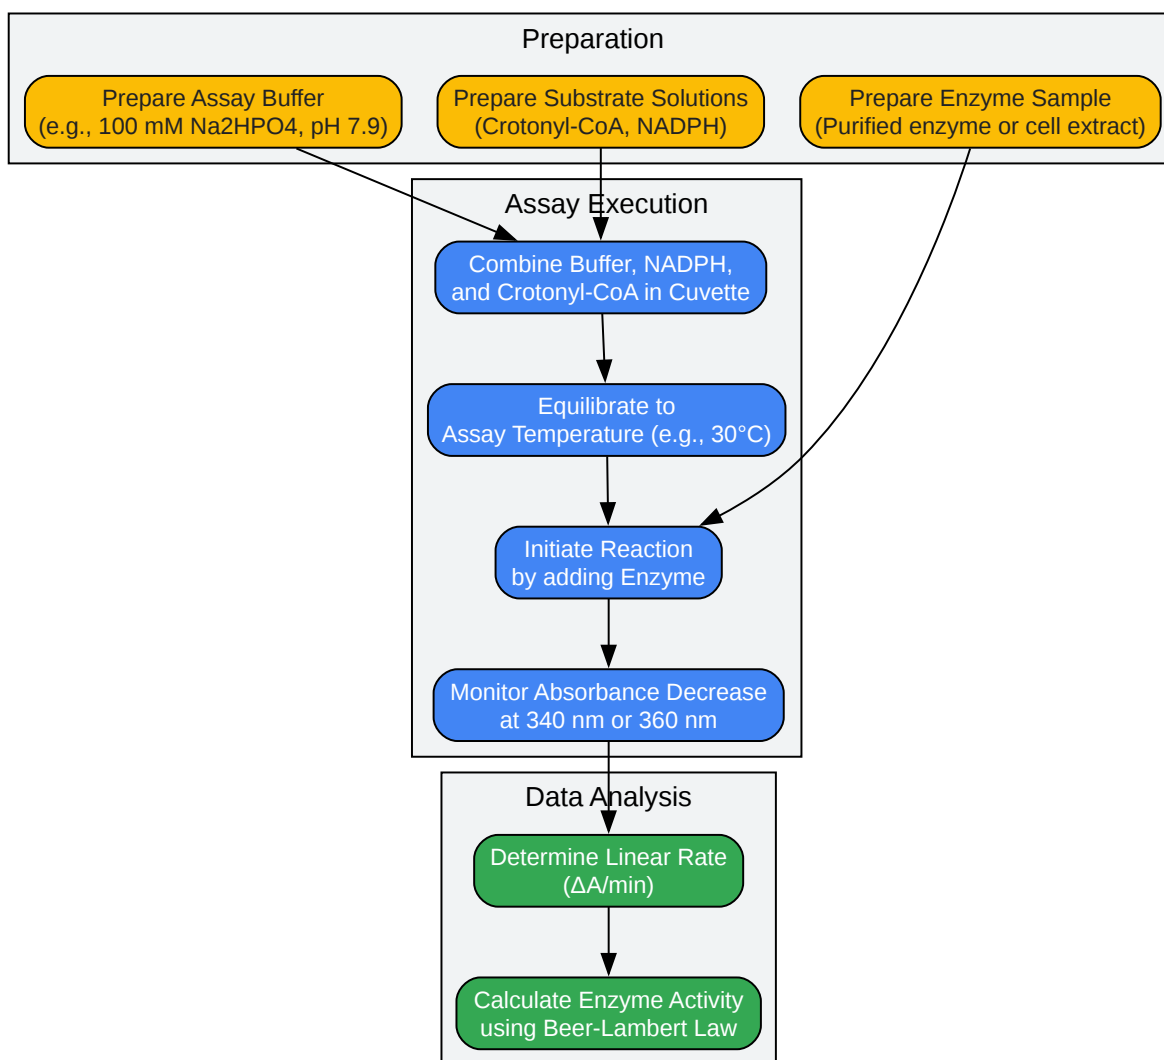 Preparation
Prepare Assay Buffer
(e.g., 100 mM Na2HPO4, pH 7.9)
Prepare Substrate Solutions
(Crotonyl-CoA, NADPH)
Prepare Enzyme Sample
(Purified enzyme or cell extract)
Assay Execution
Combine Buffer, NADPH,
and Crotonyl-CoA in Cuvette
Equilibrate to
Assay Temperature (e.g., 30°C)
Initiate Reaction
by adding Enzyme
Monitor Absorbance Decrease
at 340 nm or 360 nm
Data Analysis
Determine Linear Rate
(ΔA/min)
Calculate Enzyme Activity
using Beer-Lambert Law